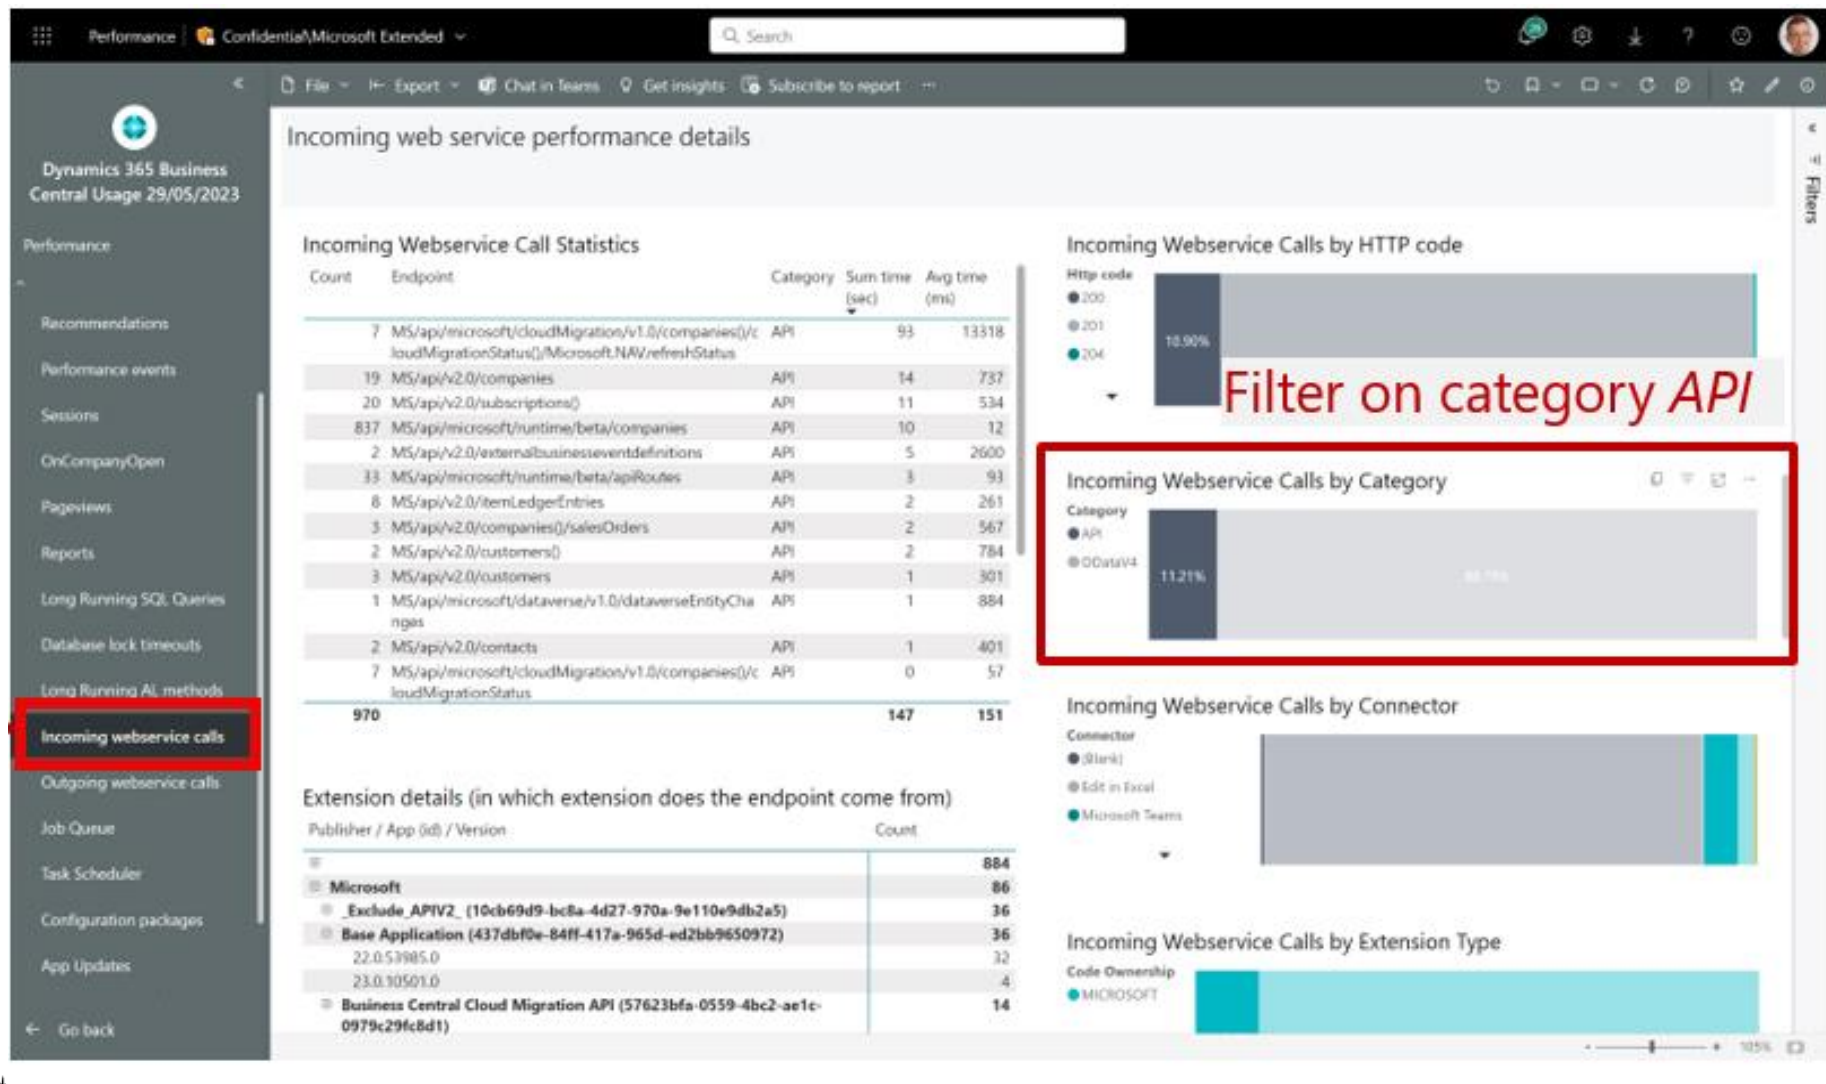 Performance
Confidential\Microsoft Extended
Search
File
Export
Chat in Teams
Get insights
Subscribe to report
Dynamics 365 Business
Central Usage 29/05/2023
Performance
Recommendations
Performance events
Sessions
OnCompanyOpen
Pageviews
Reports
Long Running SQL Queries
Database lock timeouts
Long Running AL methods
Incoming webservice calls
Outgoing webservice calls
Job Queue
Task Scheduler
Configuration packages
App Updates
Go back
Incoming web service performance details
Incoming Webservice Call Statistics
Count Endpoint Category Sum time (sec) Avg time (ms)
7 MS/api/microsoft/cloudMigration/v1.0/companies()/c API 93 13318
loudMigrationStatus()/Microsoft.NAV.refreshStatus
19 MS/api/v2.0/companies API 14 737
20 MS/api/v2.0/subscriptions() API 11 534
837 MS/api/microsoft/runtime/beta/companies API 10 12
2 MS/api/v2.0/externalbusinesseventdefinitions API 5 2600
33 MS/api/microsoft/runtime/beta/apiRoutes API 3 93
8 MS/api/v2.0/itemLedgerEntries API 2 261
3 MS/api/v2.0/companies()/salesOrders API 2 567
2 MS/api/v2.0/customers() API 2 784
3 MS/api/v2.0/customers API 1 301
1 MS/api/microsoft/dataverse/v1.0/dataverseEntityCha API 1 884
nges
2 MS/api/v2.0/contacts API 1 401
7 MS/api/microsoft/cloudMigration/v1.0/companies()/c API 0 57
loudMigrationStatus
970 147 151
Extension details (in which extension does the endpoint come from)
Publisher / App (id) / Version Count
884
Microsoft 86
_Exclude_APIV2_ (10cb69d9-bc8a-4d27-970a-9e110e9db2a5) 36
Base Application (437dbf0e-84ff-417a-965d-ed2bb9650972) 36
22.0.53985.0 32
23.0.10501.0 4
Business Central Cloud Migration API (57623bfa-0559-4bc2-ae1c- 14
0979c29fc8d1)
Incoming Webservice Calls by HTTP code
Http code
200
201
204
10.90%
Filter on category API
Incoming Webservice Calls by Category
Category
API
ODataV4
11.21%
Incoming Webservice Calls by Connector
Connector
(Blank)
Edit in Excel
Microsoft Teams
Incoming Webservice Calls by Extension Type
Code Ownership
MICROSOFT
Filters
105%